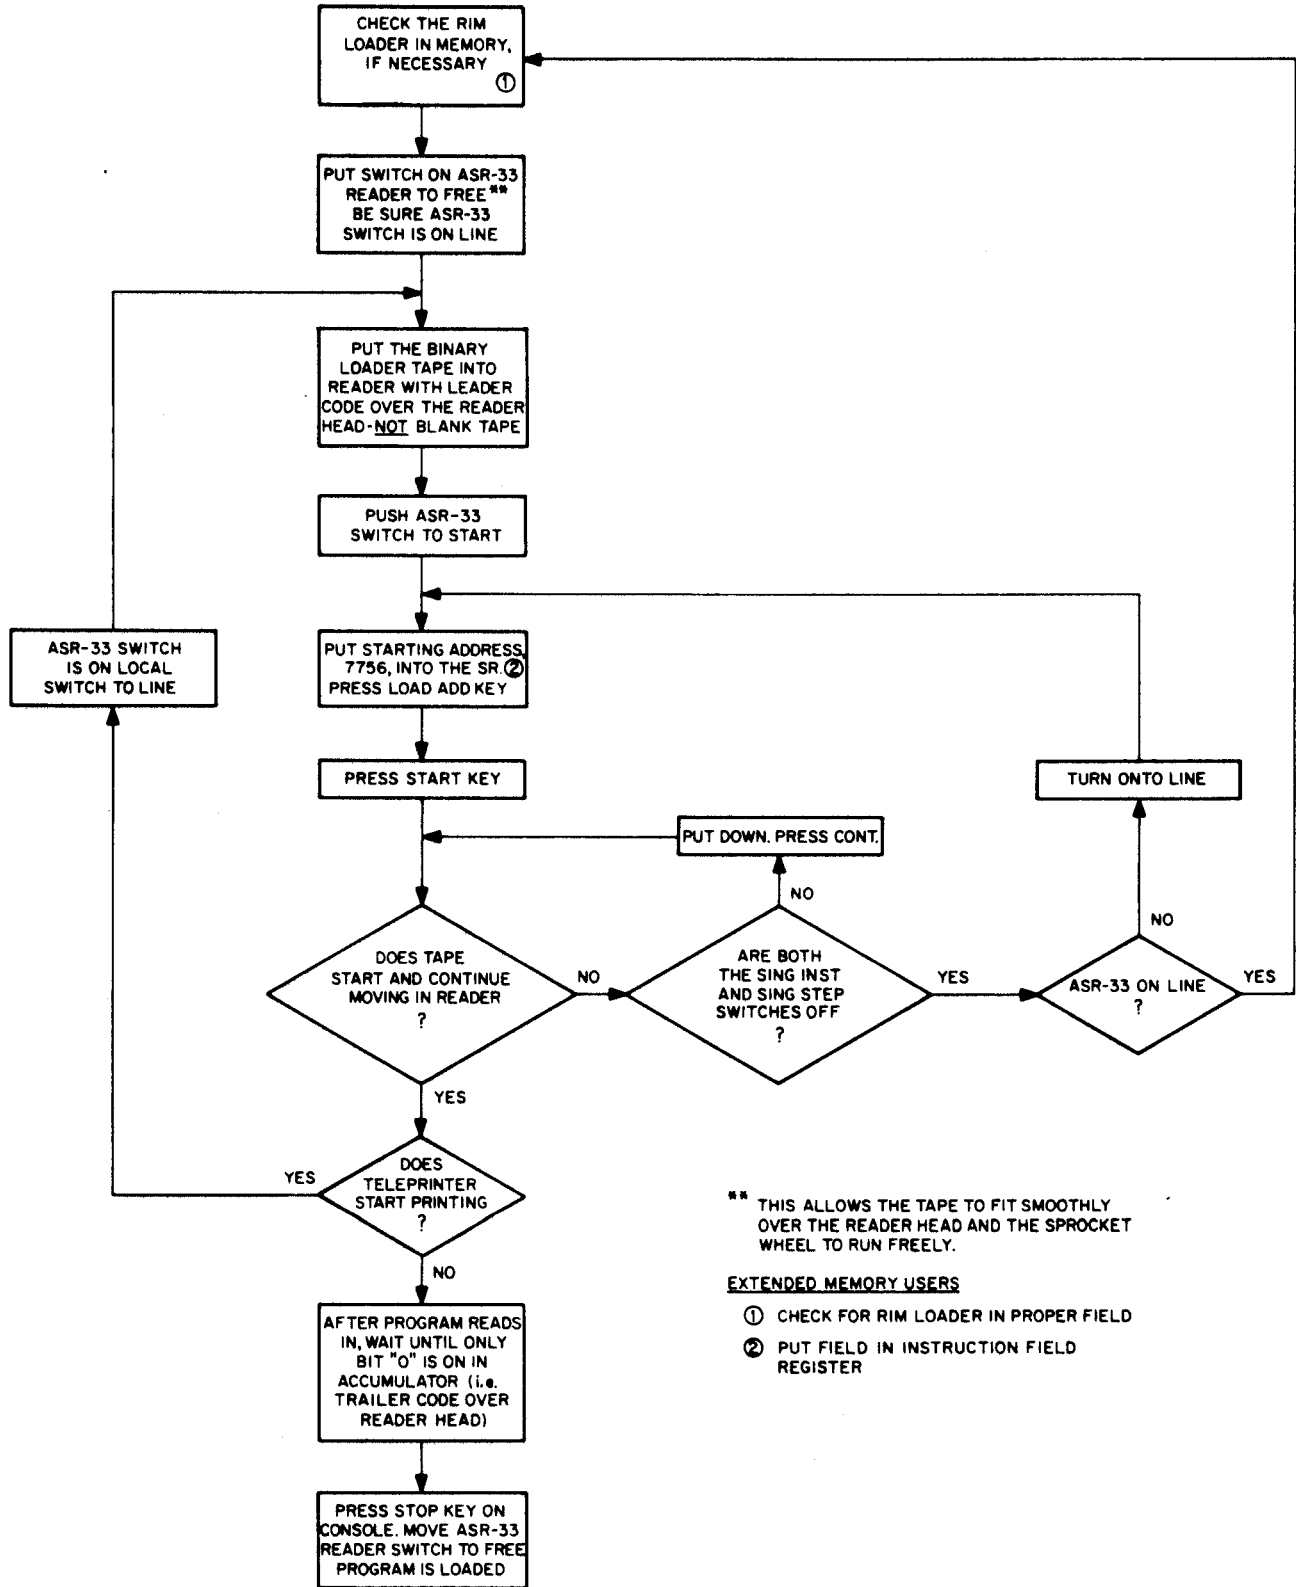 CHECK THE RIM
LOADER IN MEMORY,
IF NECESSARY
①
PUT SWITCH ON ASR-33
READER TO FREE**
BE SURE ASR-33
SWITCH IS ON LINE
PUT THE BINARY
LOADER TAPE INTO
READER WITH LEADER
CODE OVER THE READER
HEAD-NOT BLANK TAPE
PUSH ASR-33
SWITCH TO START
ASR-33 SWITCH
IS ON LOCAL
SWITCH TO LINE
PUT STARTING ADDRESS,
7756, INTO THE SR.②
PRESS LOAD ADD KEY
PRESS START KEY
TURN ONTO LINE
PUT DOWN. PRESS CONT.
NO
NO
DOES TAPE
START AND CONTINUE
MOVING IN READER
?
NO
ARE BOTH
THE SING INST
AND SING STEP
SWITCHES OFF
?
YES
ASR-33 ON LINE
?
YES
YES
DOES
TELEPRINTER
START PRINTING
?
YES
NO
AFTER PROGRAM READS
IN, WAIT UNTIL ONLY
BIT "0" IS ON IN
ACCUMULATOR (i.e.
TRAILER CODE OVER
READER HEAD)
PRESS STOP KEY ON
CONSOLE. MOVE ASR-33
READER SWITCH TO FREE
PROGRAM IS LOADED
** THIS ALLOWS THE TAPE TO FIT SMOOTHLY
OVER THE READER HEAD AND THE SPROCKET
WHEEL TO RUN FREELY.
EXTENDED MEMORY USERS
① CHECK FOR RIM LOADER IN PROPER FIELD
② PUT FIELD IN INSTRUCTION FIELD
REGISTER